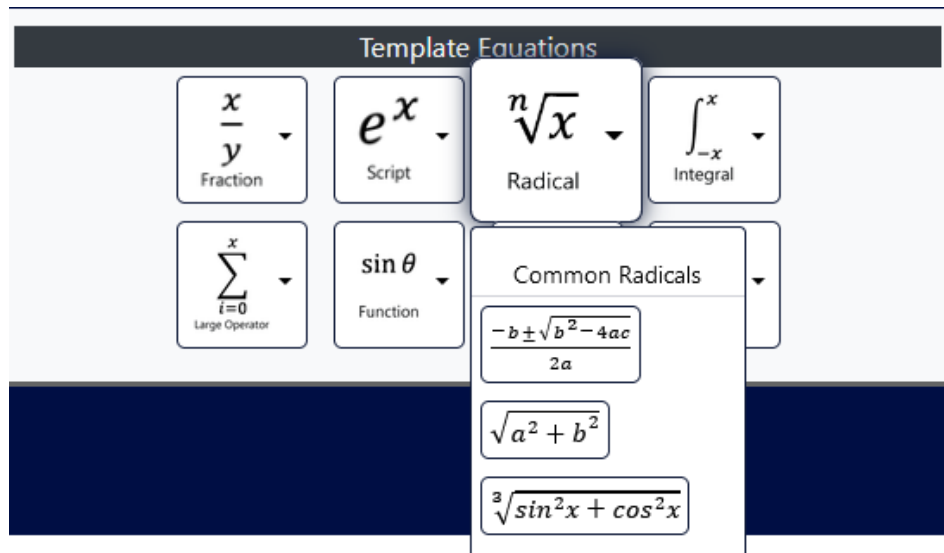 Template Equations
x/y
Fraction
e^x
Script
ⁿ√x
Radical
∫_{-x}^{x}
Integral
∑_{i=0}^{x}
Large Operator
sin θ
Function
Common Radicals
(-b ± √(b² - 4ac))/(2a)
√(a² + b²)
∛(sin²x + cos²x)